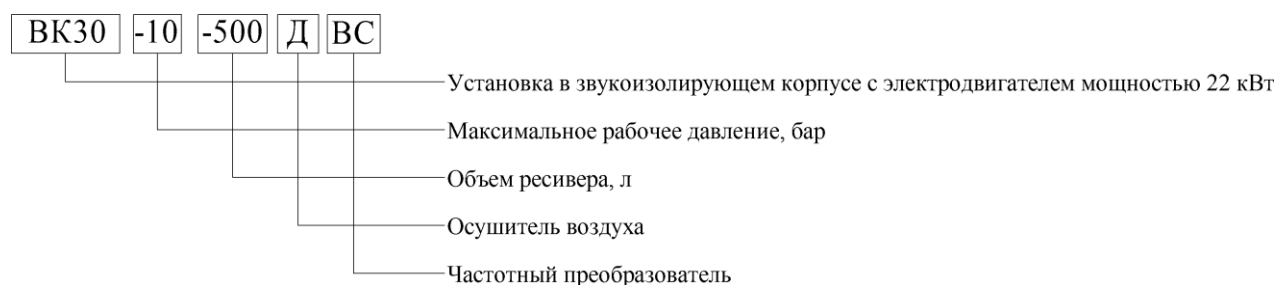 ВК30 -10 -500 Д ВС
Установка в звукоизолирующем корпусе с электродвигателем мощностью 22 кВт
Максимальное рабочее давление, бар
Объем ресивера, л
Осушитель воздуха
Частотный преобразователь